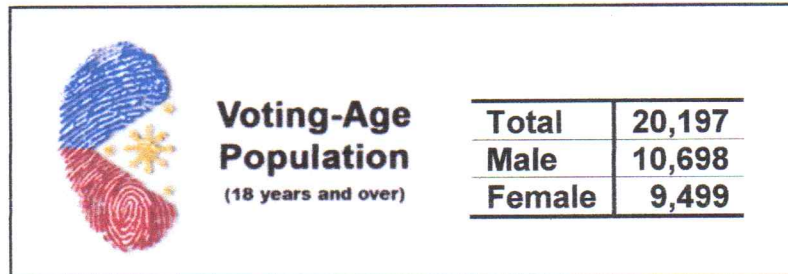 Voting-Age
Population
(18 years and over)
Total 20,197
Male 10,698
Female 9,499